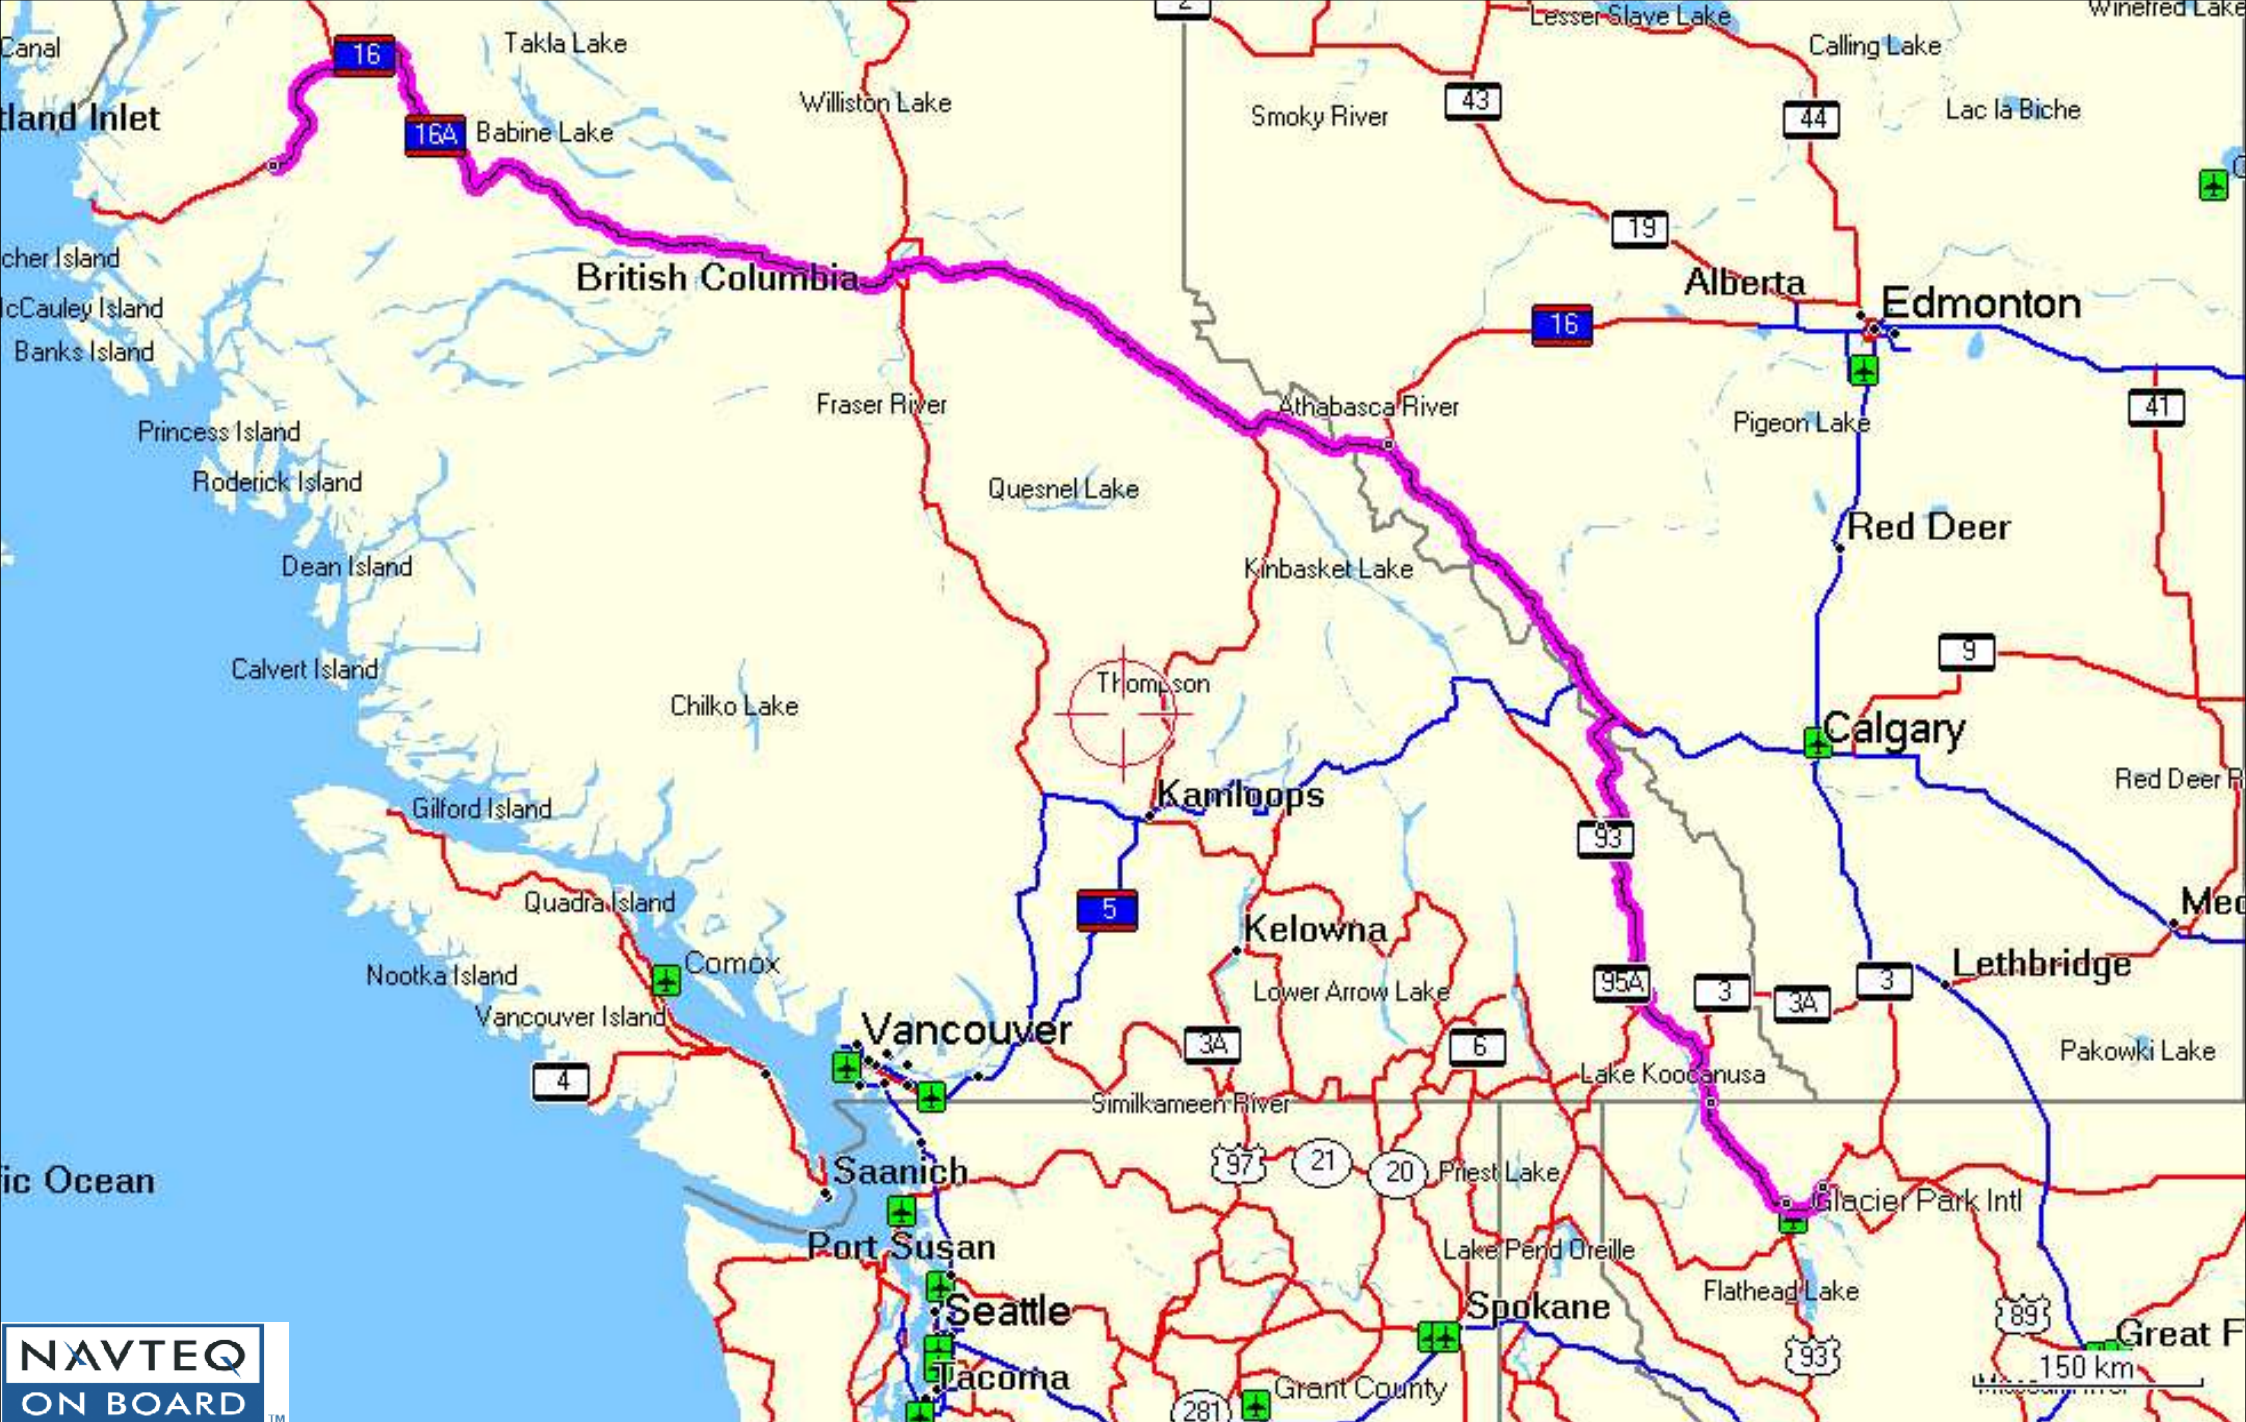 2
Lesser Slave Lake
Winefred Lake
Canal
16
Takla Lake
Calling Lake
Williston Lake
43
Smoky River
44
Lac la Biche
tland Inlet
16A
Babine Lake
19
cher Island
British Columbia
Alberta
Edmonton
cCauley Island
16
Banks Island
Fraser River
Athabasca River
41
Pigeon Lake
Princess Island
Roderick Island
Quesnel Lake
Red Deer
Dean Island
Kinbasket Lake
9
Calvert Island
Thompson
Chilko Lake
Calgary
Red Deer R
Gilford Island
Kamloops
93
Quadra Island
5
Med
Kelowna
Comox
Nootka Island
Lower Arrow Lake
95A
3
3A
3
Lethbridge
Vancouver Island
Vancouver
3A
6
Pakowki Lake
4
Lake Koocanusa
Similkameen River
97
21
20
Priest Lake
ic Ocean
Saanich
Glacier Park Intl
Port Susan
Lake Pend Oreille
Flathead Lake
Seattle
Spokane
89
Great F
NAVTEQ
ON BOARD
TM
93
150 km
Tacoma
Grant County
281